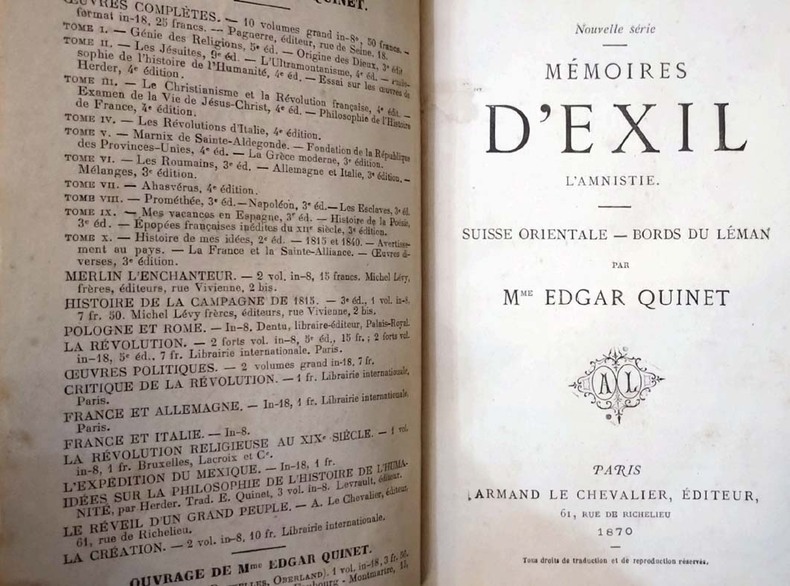 QUINET.
ŒUVRES COMPLÈTES. — 10 volumes grand in-8°, 50 francs. —
format in-18, 25 francs. — Pagnerre, éditeur, rue de Seine, 18.
TOME I. — Génie des Religions, 5e éd. — Origine des Dieux, 3e édit
TOME II. — Les Jésuites, 9e éd. — L'Ultramontanisme, 4e éd. —
sophie de l'histoire de l'Humanité, 4e éd. — Essai sur les œuvres de
Herder, 4e édition.
TOME III. — Le Christianisme et la Révolution française, 4e édit. —
Examen de la Vie de Jésus-Christ, 4e éd. — Philosophie de l'Histoire
de France, 4e édition.
TOME IV. — Les Révolutions d'Italie, 4e édition.
TOME V. — Marnix de Sainte-Aldegonde. — Fondation de la République
des Provinces-Unies, 4e éd. — La Grèce moderne, 3e édition.
TOME VI. — Les Roumains, 3e éd. — Allemagne et Italie, 3e édition. —
Mélanges, 3e édition.
TOME VII. — Ahasvérus, 4e édition.
TOME VIII. — Prométhée, 3e éd. — Napoléon, 3e éd. — Les Esclaves, 3e éd.
TOME IX. — Mes vacances en Espagne, 3e éd. — Histoire de la Poésie,
3e éd. — Épopées françaises inédites du XIIe siècle, 3e édition.
TOME X. — Histoire de mes idées, 2e éd. — 1815 et 1840. — Avertisse-
ment au pays. — La France et la Sainte-Alliance. — Œuvres di-
verses, 3e édition.
MERLIN L'ENCHANTEUR. — 2 vol. in-8, 15 francs. Michel Lévy,
frères, éditeurs, rue Vivienne, 2 bis.
HISTOIRE DE LA CAMPAGNE DE 1815. — 3e éd., 1 vol. in-8.
7 fr. 50. Michel Lévy frères, éditeurs, rue Vivienne, 2 bis.
POLOGNE ET ROME. — In-8. Dentu, libraire-éditeur, Palais-Royal.
LA RÉVOLUTION. — 2 forts vol. in-8, 5e éd., 15 fr.; 2 forts vol.
in-18, 5e éd., 7 fr. Librairie internationale. Paris.
ŒUVRES POLITIQUES. — 2 volumes grand in-18, 7 fr.
CRITIQUE DE LA RÉVOLUTION. — 1 fr. Librairie internationale,
Paris.
FRANCE ET ALLEMAGNE. — In-18, 1 fr. Librairie internationale.
Paris.
FRANCE ET ITALIE. — In-8.
LA RÉVOLUTION RELIGIEUSE AU XIXe SIÈCLE. — 1 vol.
in-8, 1 fr. Bruxelles, Lacroix et Ce.
L'EXPÉDITION DU MEXIQUE. — In-18, 1 fr.
IDÉES SUR LA PHILOSOPHIE DE L'HISTOIRE DE L'HUMA-
NITÉ, par Herder. Trad. E. Quinet, 3 vol. in-8. Levrault, éditeur.
LE RÉVEIL D'UN GRAND PEUPLE. — A. Le Chevalier, éditeur,
61, rue de Richelieu.
LA CRÉATION. — 2 vol. in-8, 10 fr. Librairie internationale.
OUVRAGE DE Mme EDGAR QUINET.
OBERLAND). 1 vol. in-18, 3 fr. 50.
Faubourg-Montmartre, 13,
Nouvelle série
MÉMOIRES
D'EXIL
L'AMNISTIE.
SUISSE ORIENTALE — BORDS DU LÉMAN
PAR
Mme EDGAR QUINET
AL
PARIS
ARMAND LE CHEVALIER, ÉDITEUR,
61, RUE DE RICHELIEU
1870
Tous droits de traduction et de reproduction réservés.